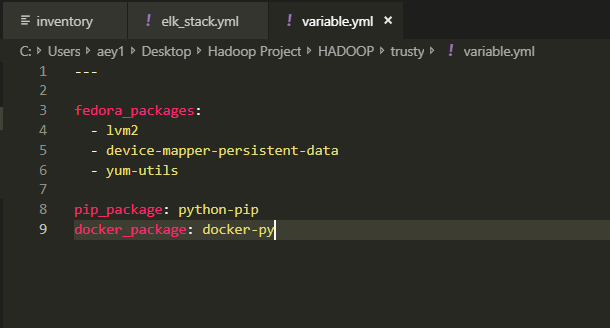 inventory ! elk_stack.yml ! variable.yml ×
C: > Users > aey1 > Desktop > Hadoop Project > HADOOP > trusty > ! variable.yml
1 ---
2
3 fedora_packages:
4 - lvm2
5 - device-mapper-persistent-data
6 - yum-utils
7
8 pip_package: python-pip
9 docker_package: docker-py